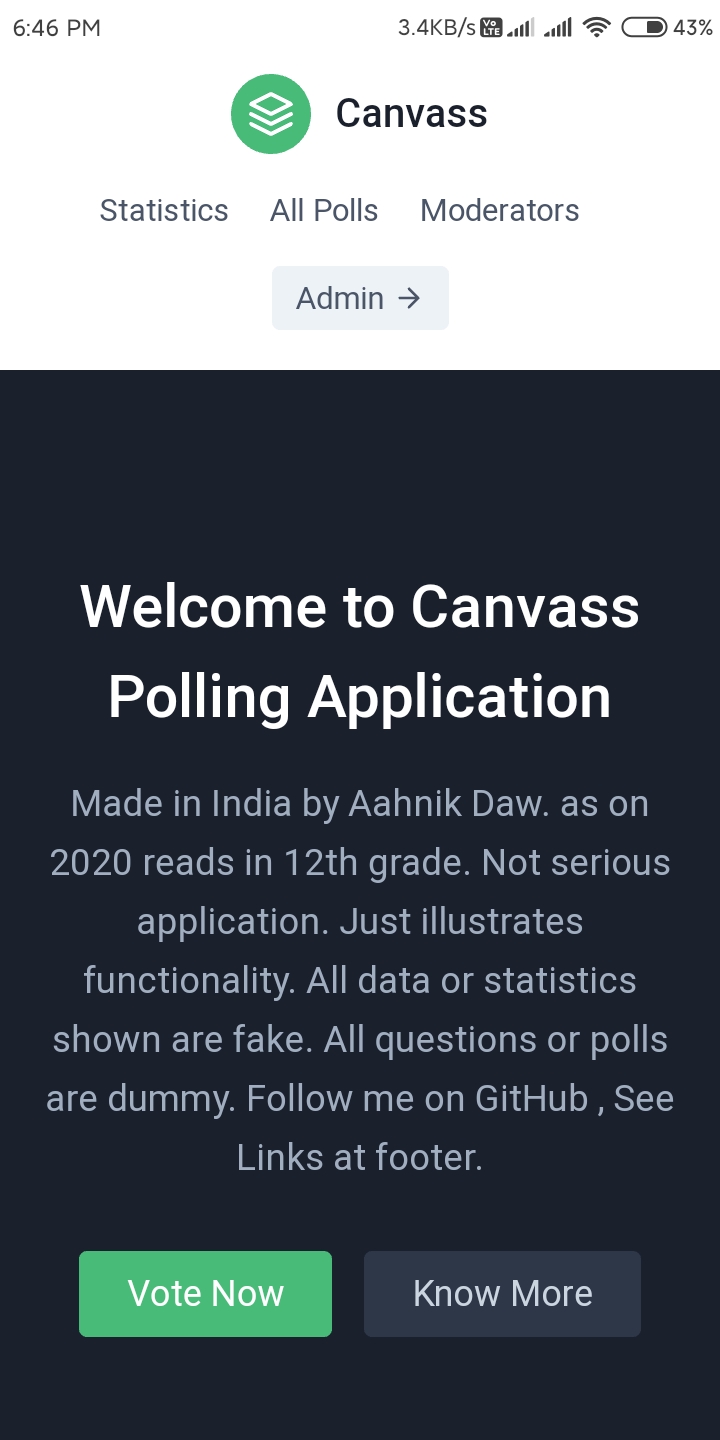 6:46 PM 3.4KB/s Vo LTE 43%
Canvass
Statistics All Polls Moderators
Admin →
Welcome to Canvass
Polling Application
Made in India by Aahnik Daw. as on
2020 reads in 12th grade. Not serious
application. Just illustrates
functionality. All data or statistics
shown are fake. All questions or polls
are dummy. Follow me on GitHub , See
Links at footer.
Vote Now Know More